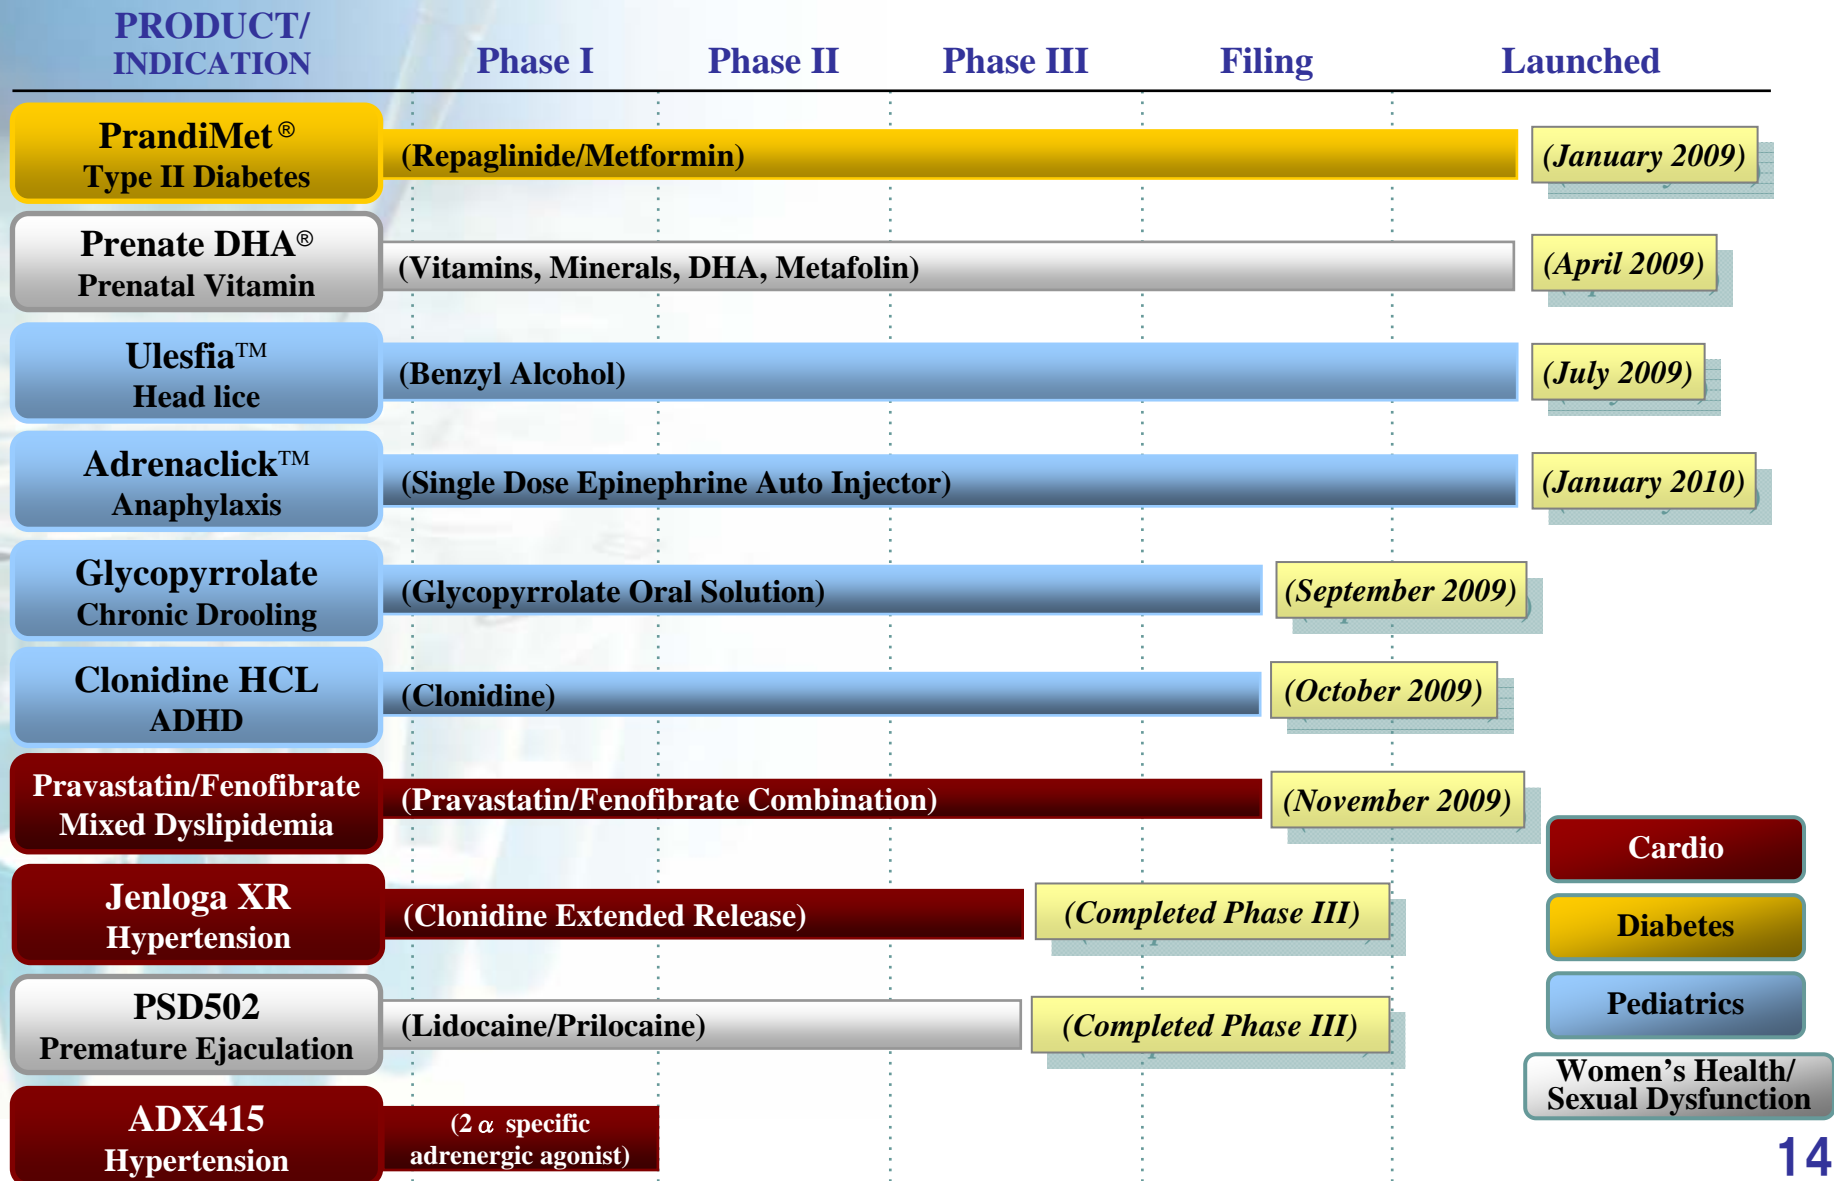 PRODUCT/
INDICATION
Phase I
Phase II
Phase III
Filing
Launched
PrandiMet ®
Type II Diabetes
(Repaglinide/Metformin)
(January 2009)
Prenate DHA®
Prenatal Vitamin
(Vitamins, Minerals, DHA, Metafolin)
(April 2009)
Ulesfia™
Head lice
(Benzyl Alcohol)
(July 2009)
Adrenaclick™
Anaphylaxis
(Single Dose Epinephrine Auto Injector)
(January 2010)
Glycopyrrolate
Chronic Drooling
(Glycopyrrolate Oral Solution)
(September 2009)
Clonidine HCL
ADHD
(Clonidine)
(October 2009)
Pravastatin/Fenofibrate
Mixed Dyslipidemia
(Pravastatin/Fenofibrate Combination)
(November 2009)
Jenloga XR
Hypertension
(Clonidine Extended Release)
(Completed Phase III)
PSD502
Premature Ejaculation
(Lidocaine/Prilocaine)
(Completed Phase III)
ADX415
Hypertension
(2 α specific
adrenergic agonist)
Cardio
Diabetes
Pediatrics
Women's Health/
Sexual Dysfunction
14